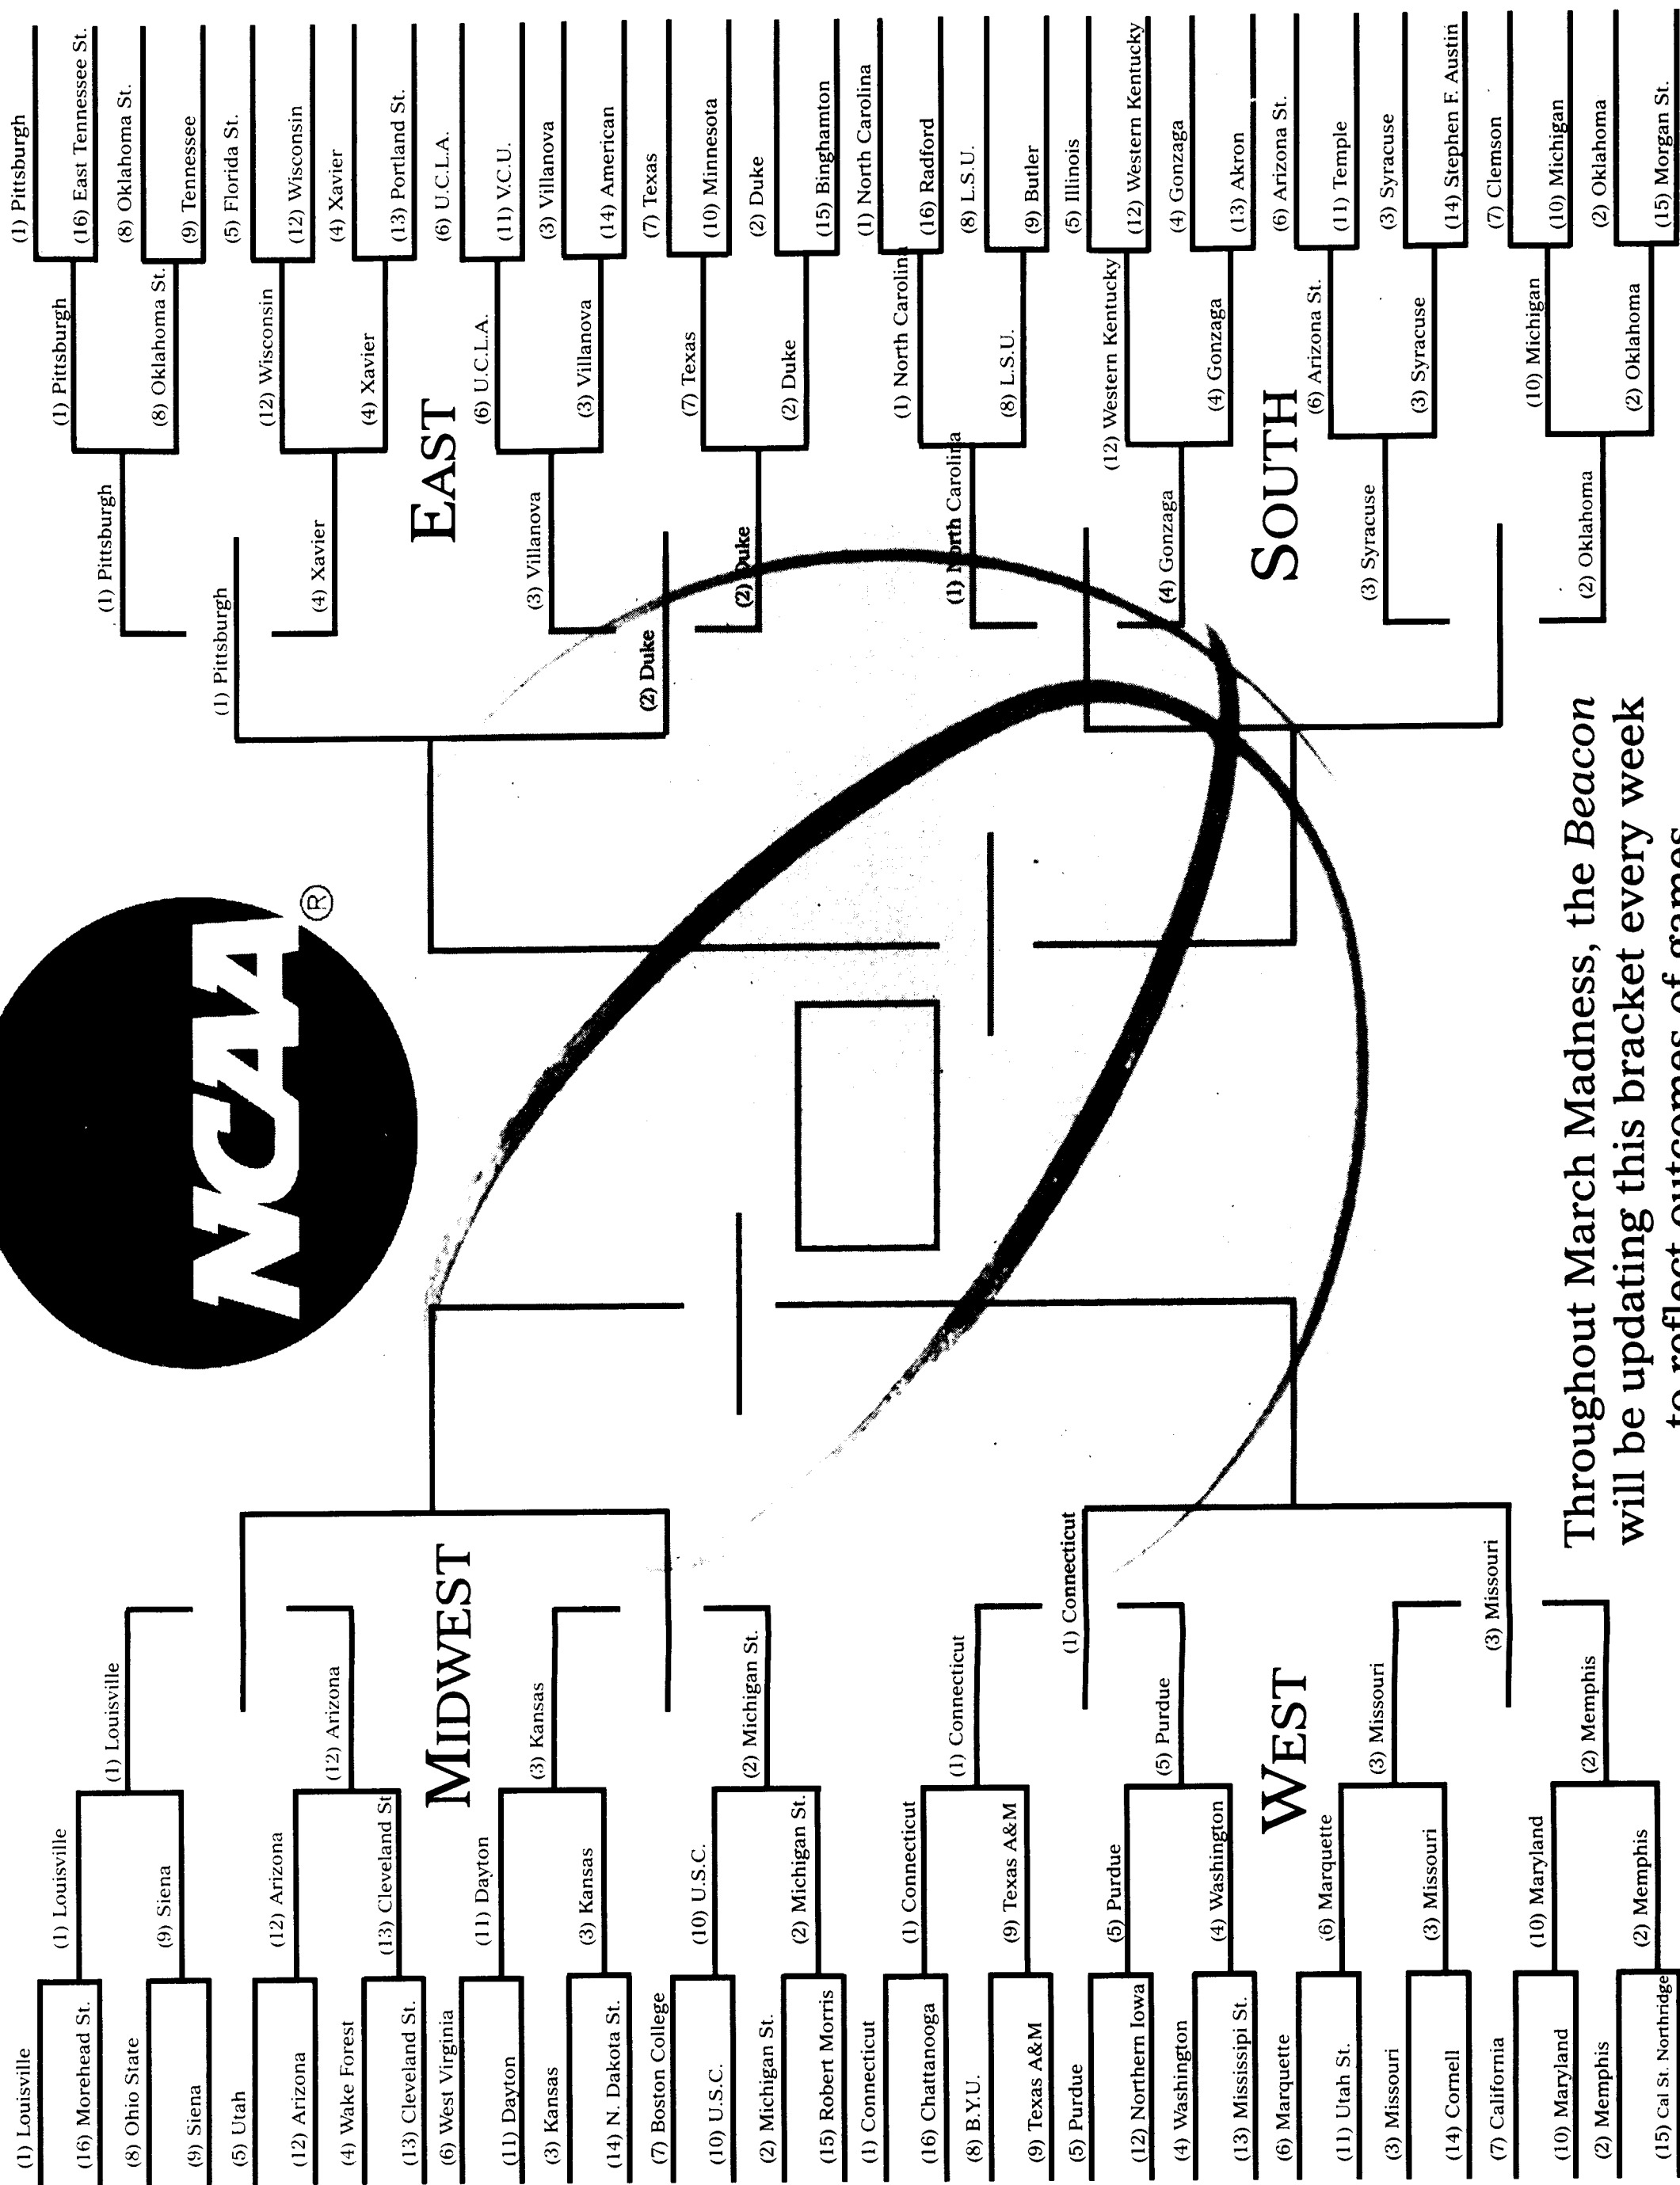 NCAA®
(1) Louisville
(16) Morehead St.
(8) Ohio State
(9) Siena
(5) Utah
(12) Arizona
(4) Wake Forest
(13) Cleveland St.
(6) West Virginia
(11) Dayton
(3) Kansas
(14) N. Dakota St.
(7) Boston College
(10) U.S.C.
(2) Michigan St.
(15) Robert Morris
(1) Connecticut
(16) Chattanooga
(8) B.Y.U.
(9) Texas A&M
(5) Purdue
(12) Northern Iowa
(4) Washington
(13) Mississipi St.
(6) Marquette
(11) Utah St.
(3) Missouri
(14) Cornell
(7) California
(10) Maryland
(2) Memphis
(15) Cal St. Northridge
(1) Louisville
(9) Siena
(12) Arizona
(13) Cleveland St
(11) Dayton
(3) Kansas
(10) U.S.C.
(2) Michigan St.
(1) Connecticut
(9) Texas A&M
(5) Purdue
(4) Washington
(6) Marquette
(3) Missouri
(10) Maryland
(2) Memphis
(1) Louisville
(12) Arizona
(3) Kansas
(2) Michigan St.
(1) Connecticut
(5) Purdue
(3) Missouri
(2) Memphis
MIDWEST
WEST
(1) Connecticut
(3) Missouri
(1) Pittsburgh
(2) Duke
EAST
SOUTH
(1) Pittsburgh
(4) Xavier
(3) Villanova
(2) Duke
(1) North Carolina
(4) Gonzaga
(3) Syracuse
(2) Oklahoma
(1) Pittsburgh
(8) Oklahoma St.
(12) Wisconsin
(4) Xavier
(6) U.C.L.A.
(3) Villanova
(7) Texas
(2) Duke
(1) North Carolina
(8) L.S.U.
(12) Western Kentucky
(4) Gonzaga
(6) Arizona St.
(3) Syracuse
(10) Michigan
(2) Oklahoma
(1) Pittsburgh
(16) East Tennessee St.
(8) Oklahoma St.
(9) Tennessee
(5) Florida St.
(12) Wisconsin
(4) Xavier
(13) Portland St.
(6) U.C.L.A.
(11) V.C.U.
(3) Villanova
(14) American
(7) Texas
(10) Minnesota
(2) Duke
(15) Binghamton
(1) North Carolina
(16) Radford
(8) L.S.U.
(9) Butler
(5) Illinois
(12) Western Kentucky
(4) Gonzaga
(13) Akron
(6) Arizona St.
(11) Temple
(3) Syracuse
(14) Stephen F. Austin
(7) Clemson
(10) Michigan
(2) Oklahoma
(15) Morgan St.
Throughout March Madness, the Beacon
will be updating this bracket every week
to reflect outcomes of games